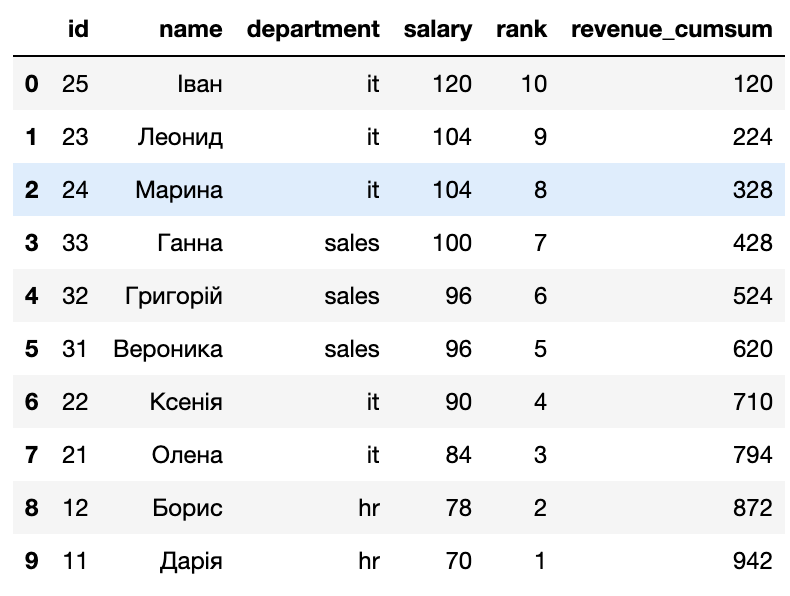 id name department salary rank revenue_cumsum
0 25 Іван it 120 10 120
1 23 Леонид it 104 9 224
2 24 Марина it 104 8 328
3 33 Ганна sales 100 7 428
4 32 Григорій sales 96 6 524
5 31 Вероника sales 96 5 620
6 22 Ксенія it 90 4 710
7 21 Олена it 84 3 794
8 12 Борис hr 78 2 872
9 11 Дарія hr 70 1 942